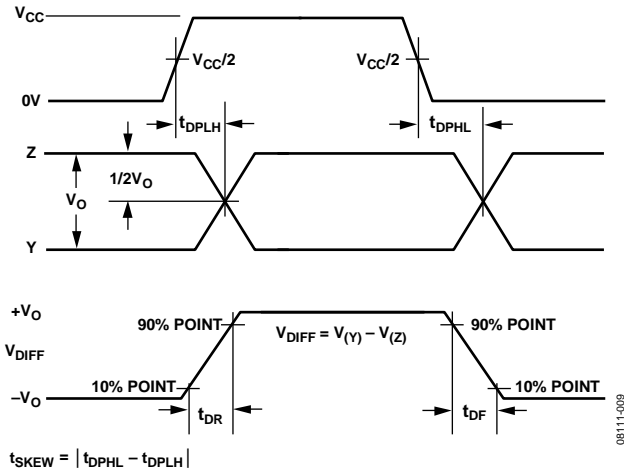 VCC
VCC/2
VCC/2
0V
tDPLH
tDPHL
Z
1/2VO
VO
Y
+VO
90% POINT
VDIFF = V(Y) – V(Z)
90% POINT
VDIFF
10% POINT
10% POINT
–VO
tDR
tDF
tSKEW = |tDPHL – tDPLH|
08111-009